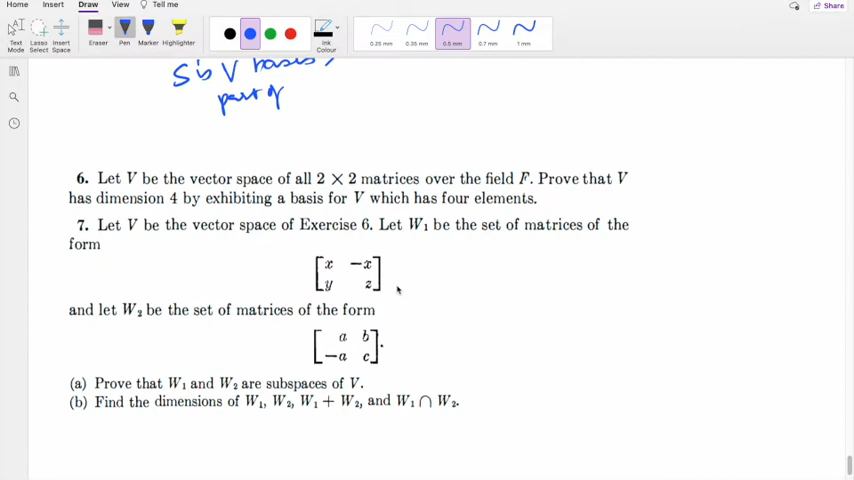 Home Insert Draw View Tell me Share
Text Mode Lasso Select Insert Space Eraser Pen Marker Highlighter Ink Colour 0.25 mm 0.35 mm 0.5 mm 0.7 mm 1 mm
S is V basis,
part of
6. Let V be the vector space of all 2 × 2 matrices over the field F. Prove that V
has dimension 4 by exhibiting a basis for V which has four elements.
7. Let V be the vector space of Exercise 6. Let W₁ be the set of matrices of the
form
[x −x]
[y z]
and let W₂ be the set of matrices of the form
[a b]
[−a c].
(a) Prove that W₁ and W₂ are subspaces of V.
(b) Find the dimensions of W₁, W₂, W₁ + W₂, and W₁ ∩ W₂.